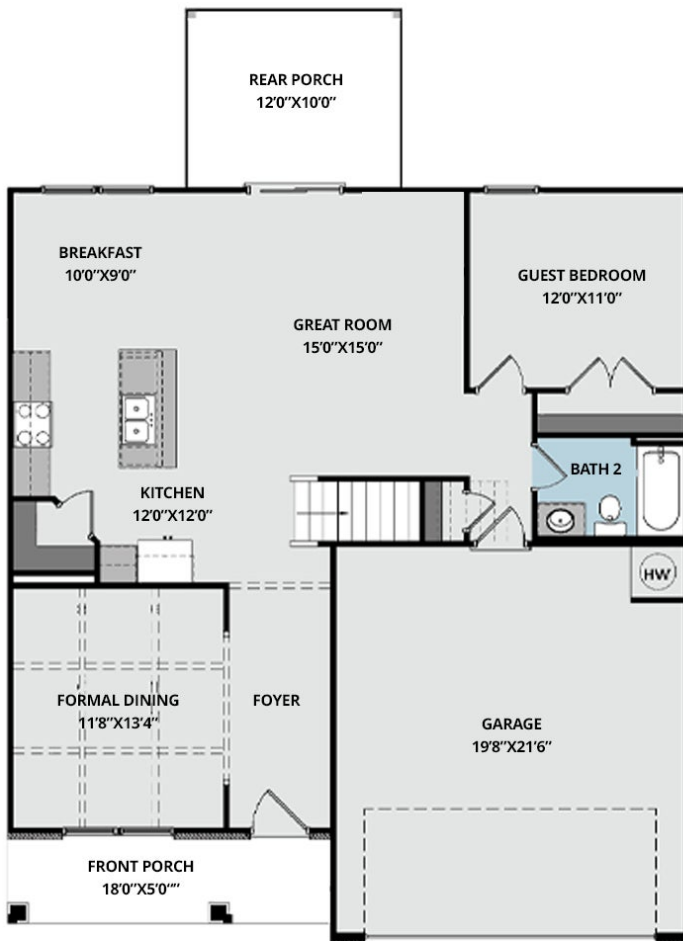 REAR PORCH
12'0"X10'0"
BREAKFAST
10'0"X9'0"
GUEST BEDROOM
12'0"X11'0"
GREAT ROOM
15'0"X15'0"
KITCHEN
12'0"X12'0"
BATH 2
HW
FORMAL DINING
11'8"X13'4"
FOYER
GARAGE
19'8"X21'6"
FRONT PORCH
18'0"X5'0""